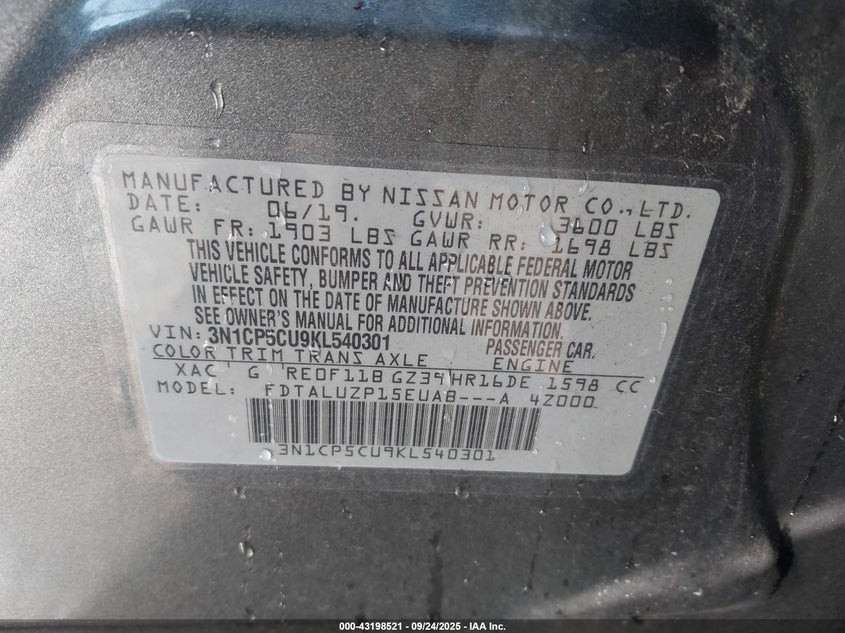 MANUFACTURED BY NISSAN MOTOR CO.,LTD.
DATE: 06/19. GVWR: 3600 LBS
GAWR FR: 1903 LBS GAWR RR: 1698 LBS
THIS VEHICLE CONFORMS TO ALL APPLICABLE FEDERAL MOTOR
VEHICLE SAFETY, BUMPER AND THEFT PREVENTION STANDARDS
IN EFFECT ON THE DATE OF MANUFACTURE SHOWN ABOVE.
SEE OWNER'S MANUAL FOR ADDITIONAL INFORMATION.
VIN: 3N1CP5CU9KL540301 PASSENGER CAR.
COLOR TRIM TRANS AXLE ENGINE
XAC G RE0F11B GZ39 HR16DE 1598 CC
MODEL: FDTALUZP15EUAB---A 4Z000
3N1CP5CU9KL540301
000-43198521 | 09/24/2025 | IAA Inc.